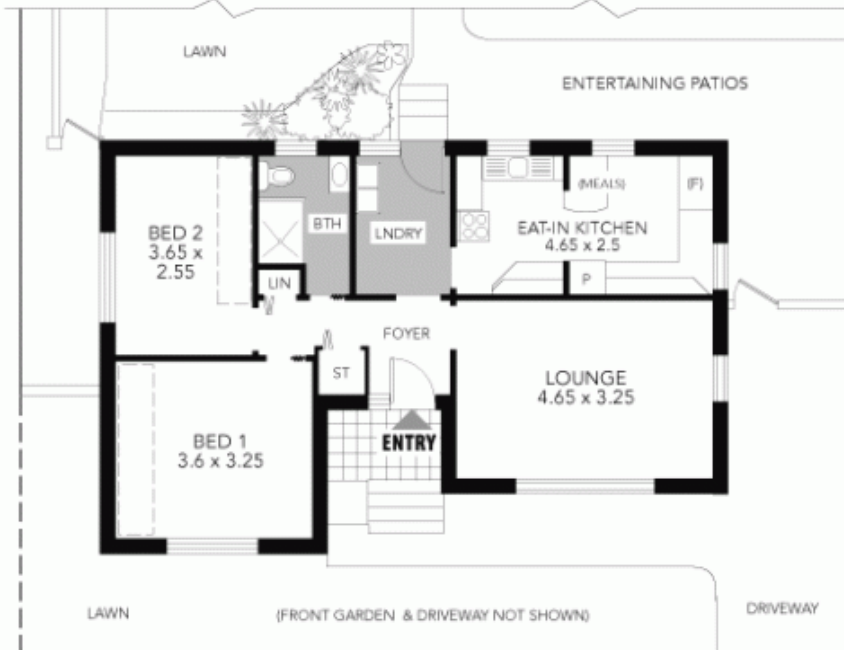 LAWN
ENTERTAINING PATIOS
(MEALS)
(F)
BED 2
3.65 x
2.55
BTH
LNDRY
EAT-IN KITCHEN
4.65 x 2.5
LIN
P
FOYER
ST
LOUNGE
4.65 x 3.25
BED 1
3.6 x 3.25
ENTRY
LAWN
(FRONT GARDEN & DRIVEWAY NOT SHOWN)
DRIVEWAY